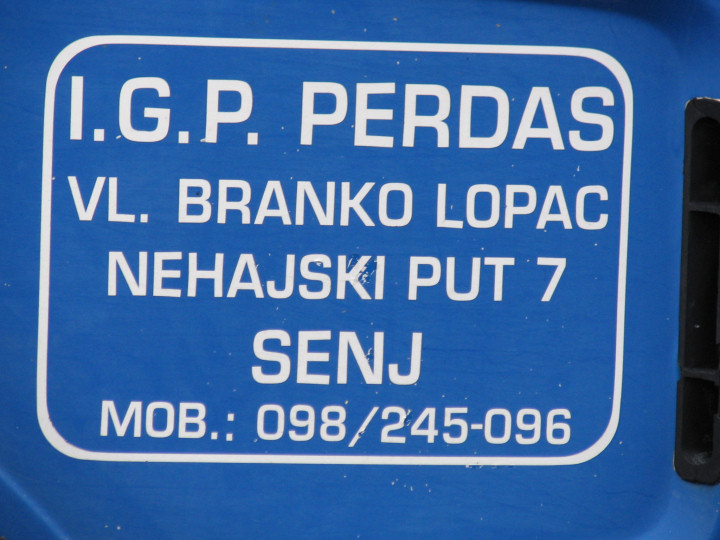 I.G.P. PERDAS
VL. BRANKO LOPAC
NEHAJSKI PUT 7
SENJ
MOB.: 098/245-096